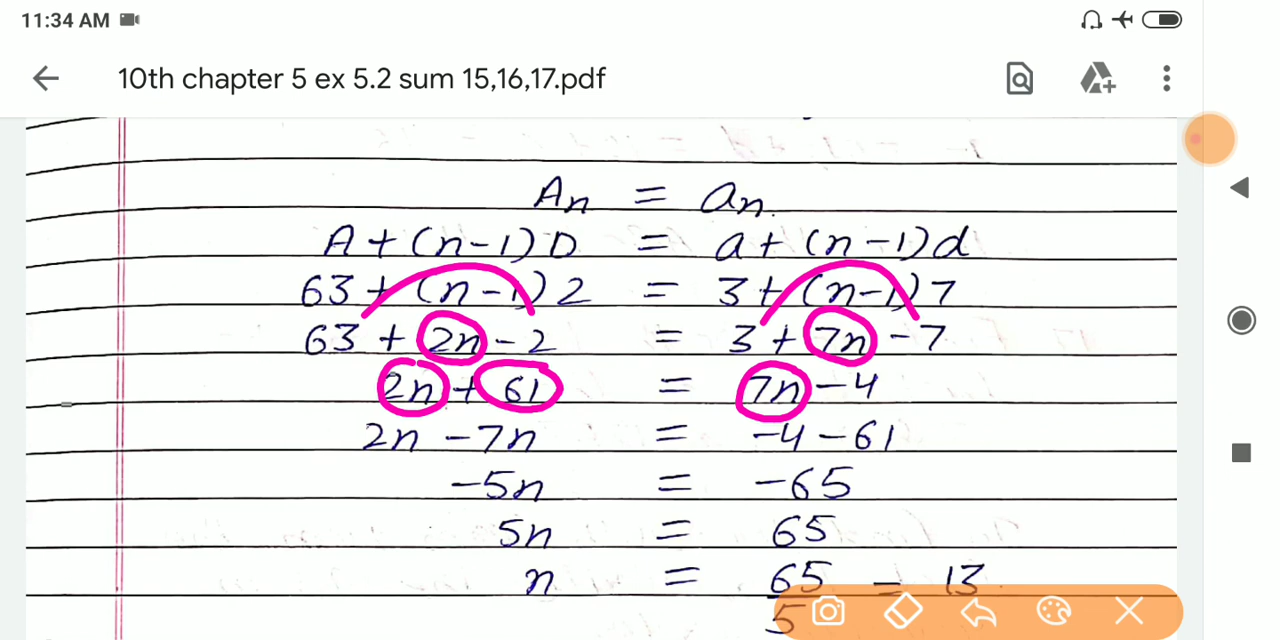 11:34 AM
10th chapter 5 ex 5.2 sum 15,16,17.pdf
An = an.
A + (n-1) D = a + (n-1) d
63 + (n-1) 2 = 3 + (n-1) 7
63 + 2n - 2 = 3 + 7n - 7
2n + 61 = 7n - 4
2n - 7n = -4 - 61
-5n = -65
5n = 65
n = 65 = 13
5